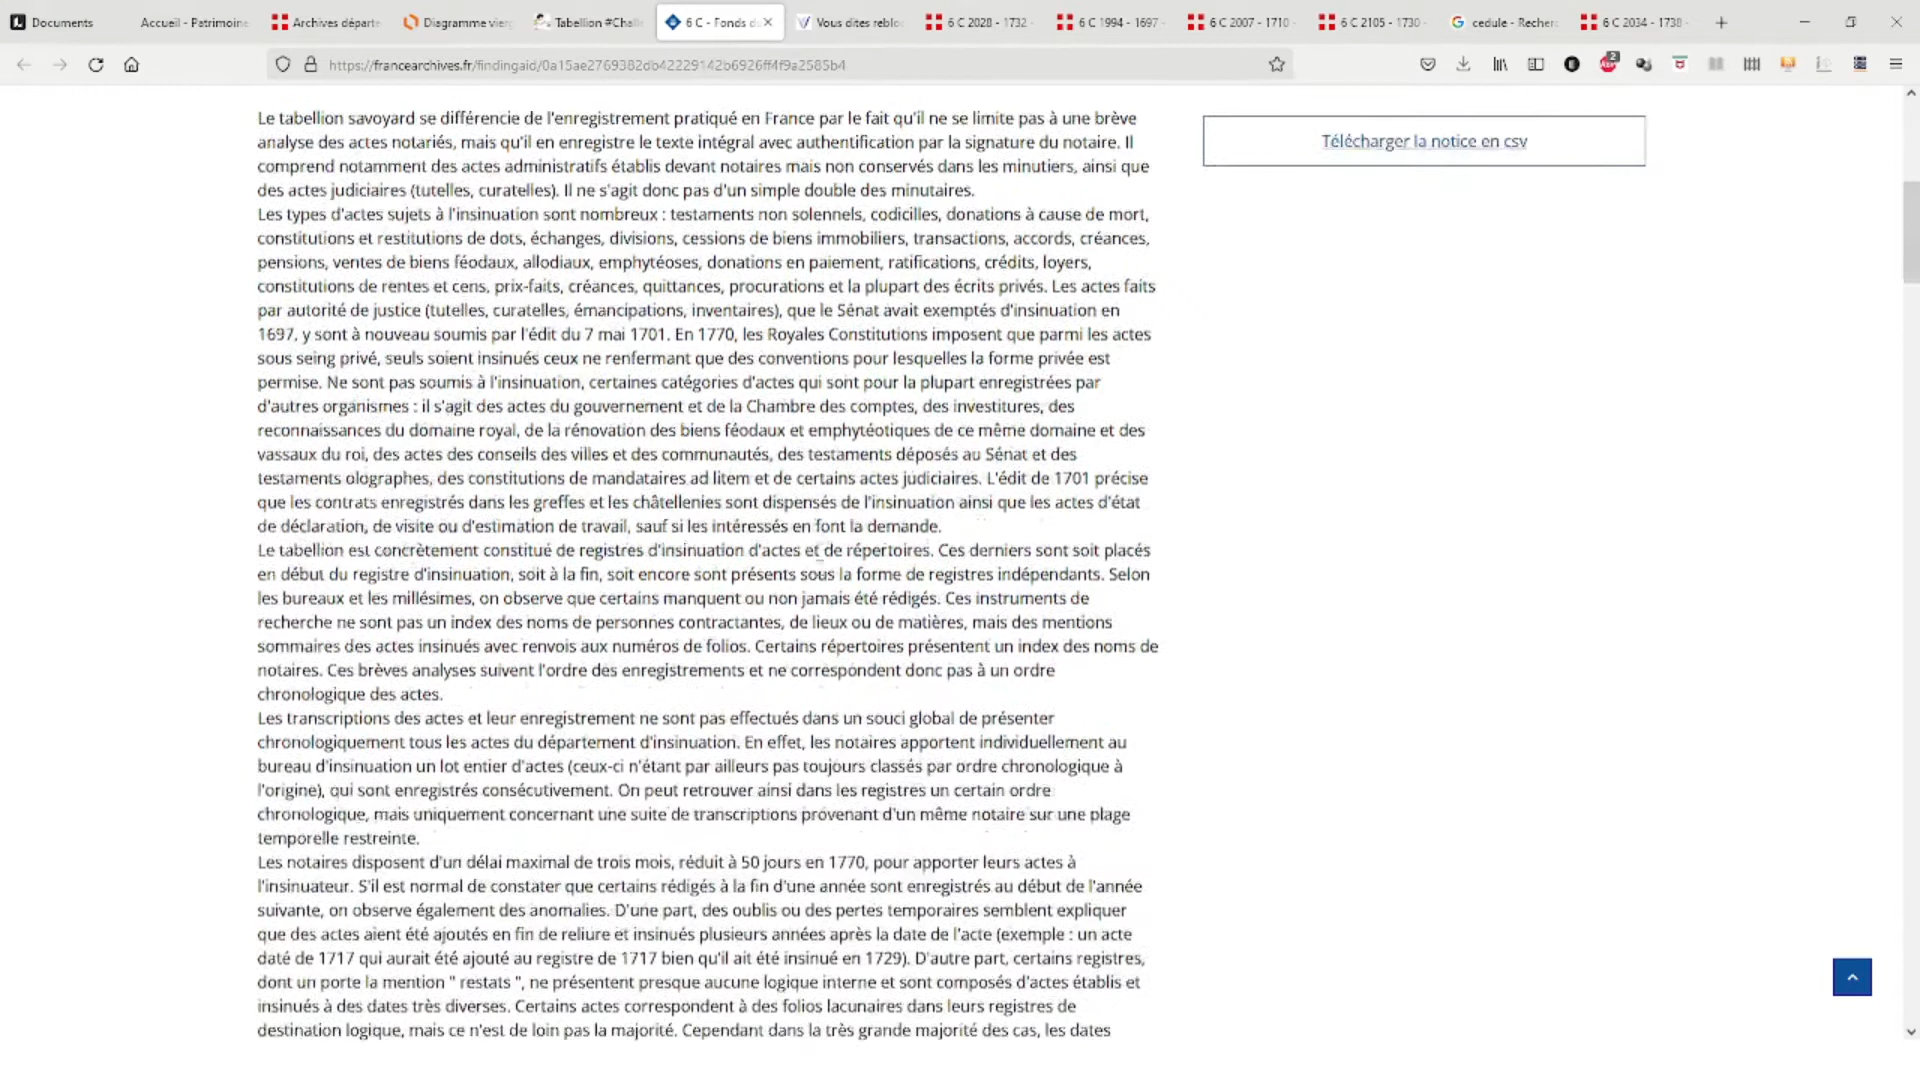 Documents
Accueil - Patrimoine
Archives départe
Diagramme vier
Tabellion #Chall
6 C - Fonds d
Vous dites reblo
6 C 2028 - 1732 -
6 C 1994 - 1697 -
6 C 2007 - 1710 -
6 C 2105 - 1730 -
cedule - Recher
6 C 2034 - 1738 -
https://francearchives.fr/findingaid/0a15ae2769382db42229142b6926ff4f9a2585b4
2
Le tabellion savoyard se différencie de l'enregistrement pratiqué en France par le fait qu'il ne se limite pas à une brève
analyse des actes notariés, mais qu'il en enregistre le texte intégral avec authentification par la signature du notaire. Il
comprend notamment des actes administratifs établis devant notaires mais non conservés dans les minutiers, ainsi que
des actes judiciaires (tutelles, curatelles). Il ne s'agit donc pas d'un simple double des minutaires.
Les types d'actes sujets à l'insinuation sont nombreux : testaments non solennels, codicilles, donations à cause de mort,
constitutions et restitutions de dots, échanges, divisions, cessions de biens immobiliers, transactions, accords, créances,
pensions, ventes de biens féodaux, allodiaux, emphytéoses, donations en paiement, ratifications, crédits, loyers,
constitutions de rentes et cens, prix-faits, créances, quittances, procurations et la plupart des écrits privés. Les actes faits
par autorité de justice (tutelles, curatelles, émancipations, inventaires), que le Sénat avait exemptés d'insinuation en
1697, y sont à nouveau soumis par l'édit du 7 mai 1701. En 1770, les Royales Constitutions imposent que parmi les actes
sous seing privé, seuls soient insinués ceux ne renfermant que des conventions pour lesquelles la forme privée est
permise. Ne sont pas soumis à l'insinuation, certaines catégories d'actes qui sont pour la plupart enregistrées par
d'autres organismes : il s'agit des actes du gouvernement et de la Chambre des comptes, des investitures, des
reconnaissances du domaine royal, de la rénovation des biens féodaux et emphytéotiques de ce même domaine et des
vassaux du roi, des actes des conseils des villes et des communautés, des testaments déposés au Sénat et des
testaments olographes, des constitutions de mandataires ad litem et de certains actes judiciaires. L'édit de 1701 précise
que les contrats enregistrés dans les greffes et les châtellenies sont dispensés de l'insinuation ainsi que les actes d'état
de déclaration, de visite ou d'estimation de travail, sauf si les intéressés en font la demande.
Le tabellion est concrètement constitué de registres d'insinuation d'actes et de répertoires. Ces derniers sont soit placés
en début du registre d'insinuation, soit à la fin, soit encore sont présents sous la forme de registres indépendants. Selon
les bureaux et les millésimes, on observe que certains manquent ou non jamais été rédigés. Ces instruments de
recherche ne sont pas un index des noms de personnes contractantes, de lieux ou de matières, mais des mentions
sommaires des actes insinués avec renvois aux numéros de folios. Certains répertoires présentent un index des noms de
notaires. Ces brèves analyses suivent l'ordre des enregistrements et ne correspondent donc pas à un ordre
chronologique des actes.
Les transcriptions des actes et leur enregistrement ne sont pas effectués dans un souci global de présenter
chronologiquement tous les actes du département d'insinuation. En effet, les notaires apportent individuellement au
bureau d'insinuation un lot entier d'actes (ceux-ci n'étant par ailleurs pas toujours classés par ordre chronologique à
l'origine), qui sont enregistrés consécutivement. On peut retrouver ainsi dans les registres un certain ordre
chronologique, mais uniquement concernant une suite de transcriptions provenant d'un même notaire sur une plage
temporelle restreinte.
Les notaires disposent d'un délai maximal de trois mois, réduit à 50 jours en 1770, pour apporter leurs actes à
l'insinuateur. S'il est normal de constater que certains rédigés à la fin d'une année sont enregistrés au début de l'année
suivante, on observe également des anomalies. D'une part, des oublis ou des pertes temporaires semblent expliquer
que des actes aient été ajoutés en fin de reliure et insinués plusieurs années après la date de l'acte (exemple : un acte
daté de 1717 qui aurait été ajouté au registre de 1717 bien qu'il ait été insinué en 1729). D'autre part, certains registres,
dont un porte la mention " restats ", ne présentent presque aucune logique interne et sont composés d'actes établis et
insinués à des dates très diverses. Certains actes correspondent à des folios lacunaires dans leurs registres de
destination logique, mais ce n'est de loin pas la majorité. Cependant dans la très grande majorité des cas, les dates
Télécharger la notice en csv